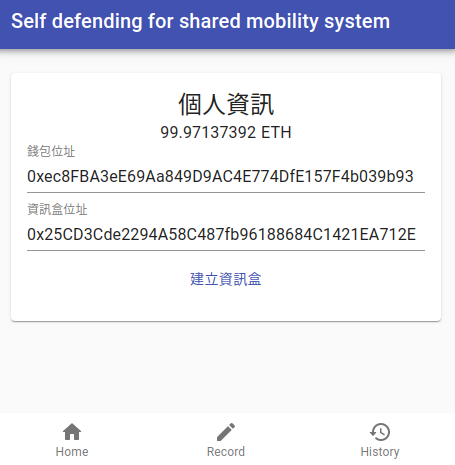 Self defending for shared mobility system
個人資訊
99.97137392 ETH
錢包位址
0xec8FBA3eE69Aa849D9AC4E774DfE157F4b039b93
資訊盒位址
0x25CD3Cde2294A58C487fb96188684C1421EA712E
建立資訊盒
Home
Record
History